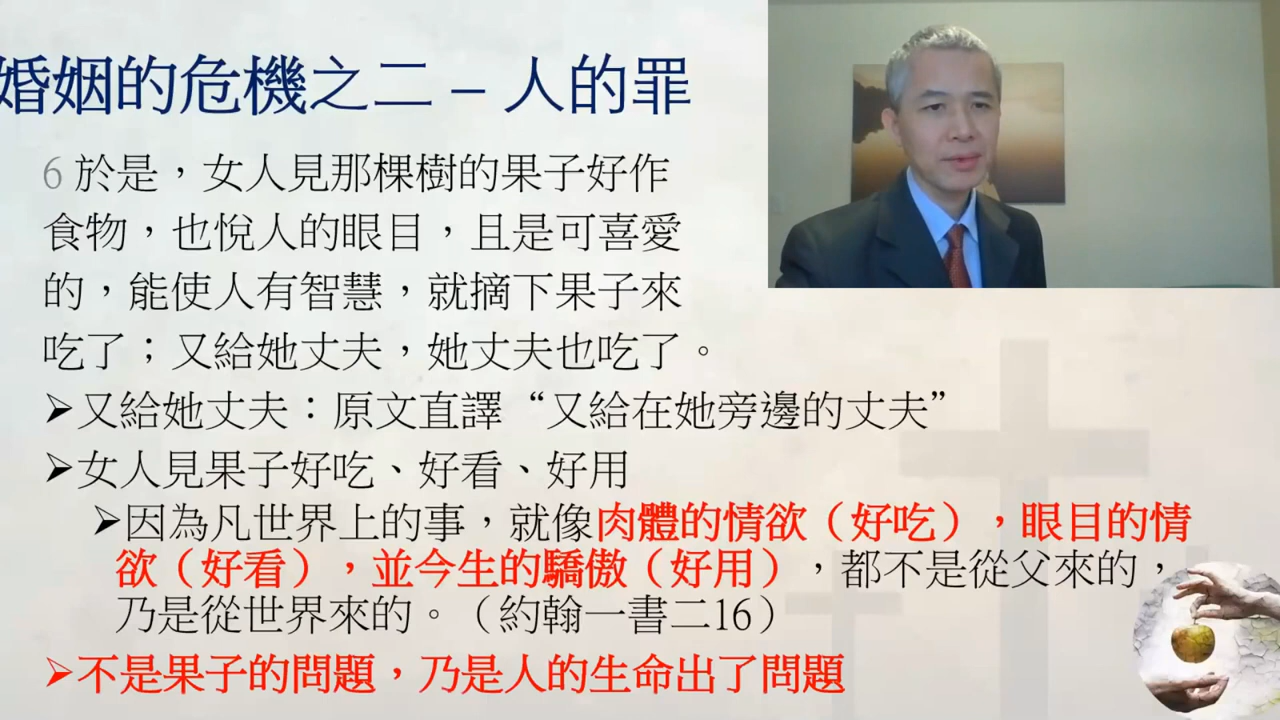 婚姻的危機之二 – 人的罪
6 於是，女人見那棵樹的果子好作
食物，也悅人的眼目，且是可喜愛
的，能使人有智慧，就摘下果子來
吃了；又給她丈夫，她丈夫也吃了。
➢又給她丈夫：原文直譯“又給在她旁邊的丈夫”
➢女人見果子好吃、好看、好用
➢因為凡世界上的事，就像肉體的情欲（好吃），眼目的情
欲（好看），並今生的驕傲（好用），都不是從父來的，
乃是從世界來的。（約翰一書二16）
➢不是果子的問題，乃是人的生命出了問題